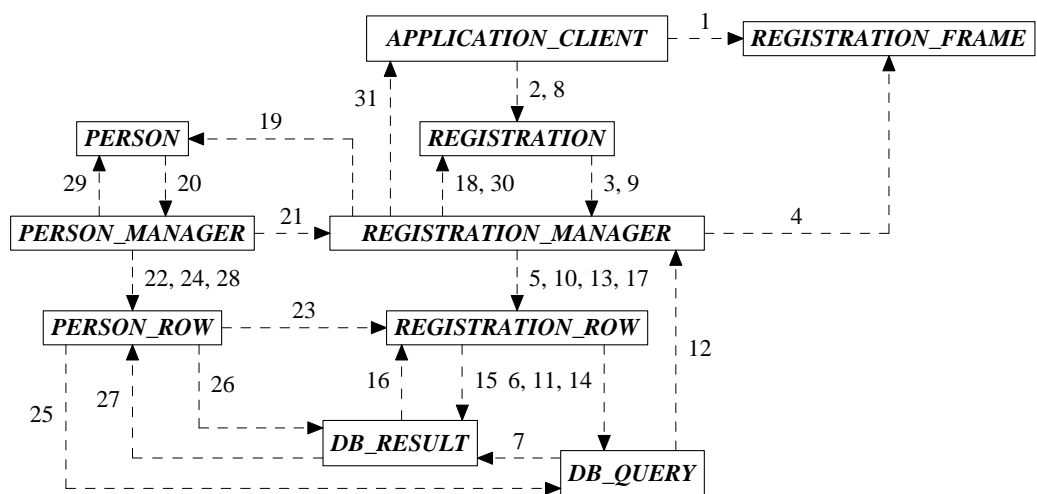 1
APPLICATION_CLIENT
REGISTRATION_FRAME
31
2, 8
19
PERSON
REGISTRATION
29
20
18, 30
3, 9
4
21
PERSON_MANAGER
REGISTRATION_MANAGER
22, 24, 28
5, 10, 13, 17
23
PERSON_ROW
REGISTRATION_ROW
12
25
27
26
16
15
6, 11, 14
7
DB_RESULT
DB_QUERY